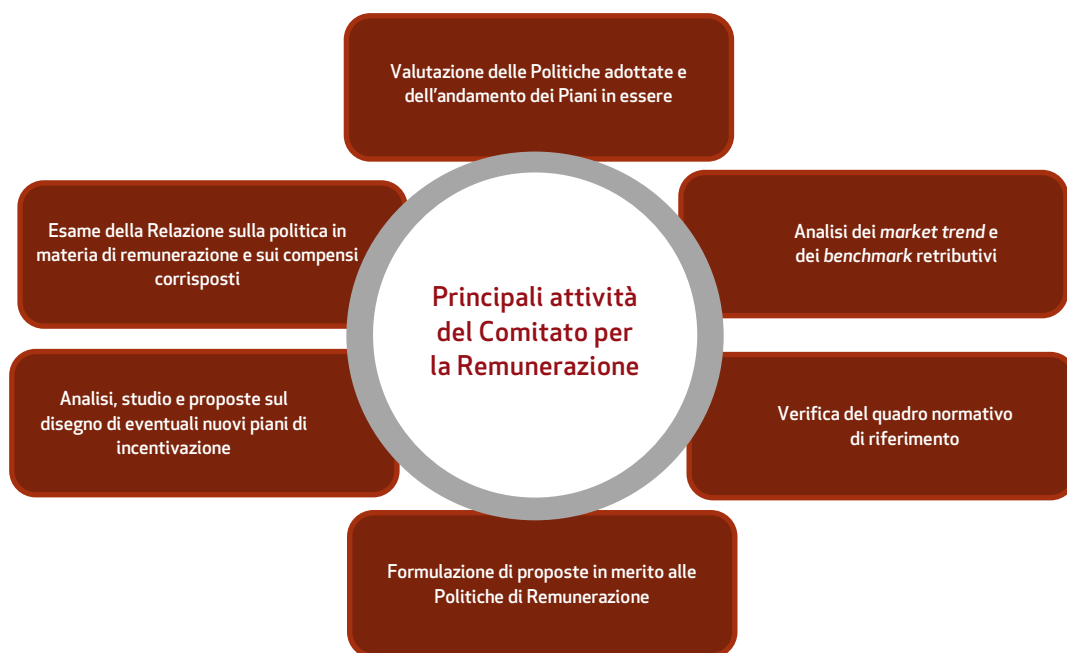 Valutazione delle Politiche adottate e
dell'andamento dei Piani in essere
Esame della Relazione sulla politica in
materia di remunerazione e sui compensi
corrisposti
Analisi dei market trend e
dei benchmark retributivi
Principali attività
del Comitato per
la Remunerazione
Analisi, studio e proposte sul
disegno di eventuali nuovi piani di
incentivazione
Verifica del quadro normativo
di riferimento
Formulazione di proposte in merito alle
Politiche di Remunerazione